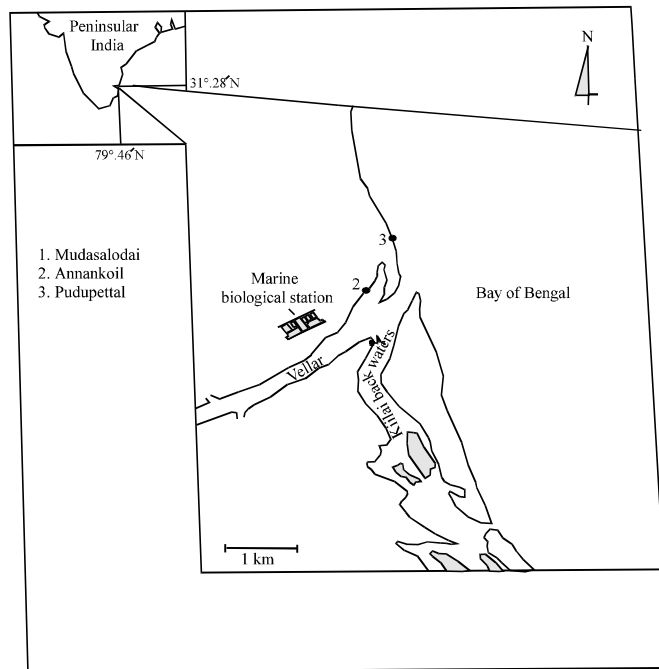 Peninsular
India
N
31°.28′N
79°.46′N
1. Mudasalodai
2. Annankoil
3. Pudupettal
3
2
Marine
biological station
Bay of Bengal
Vellar
Killai back waters
1 km